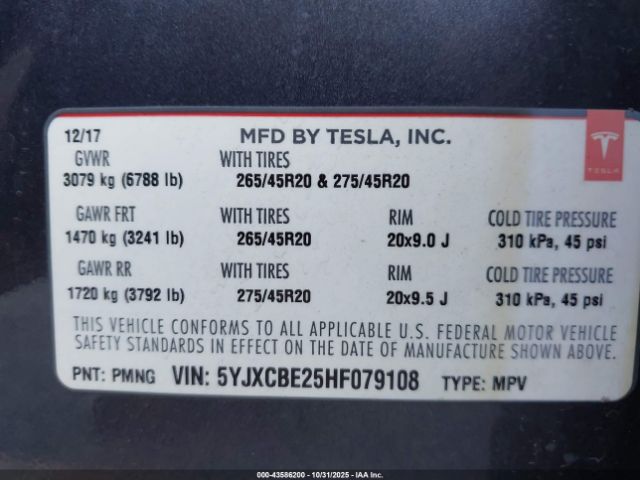 12/17 MFD BY TESLA, INC.
GVWR WITH TIRES
3079 kg (6788 lb) 265/45R20 & 275/45R20
GAWR FRT WITH TIRES RIM COLD TIRE PRESSURE
1470 kg (3241 lb) 265/45R20 20x9.0 J 310 kPa, 45 psi
GAWR RR WITH TIRES RIM COLD TIRE PRESSURE
1720 kg (3792 lb) 275/45R20 20x9.5 J 310 kPa, 45 psi
THIS VEHICLE CONFORMS TO ALL APPLICABLE U.S. FEDERAL MOTOR VEHICLE
SAFETY STANDARDS IN EFFECT ON THE DATE OF MANUFACTURE SHOWN ABOVE.
PNT: PMNG VIN: 5YJXCBE25HF079108 TYPE: MPV
TESLA
000-43586200 - 10/31/2025 - IAA Inc.